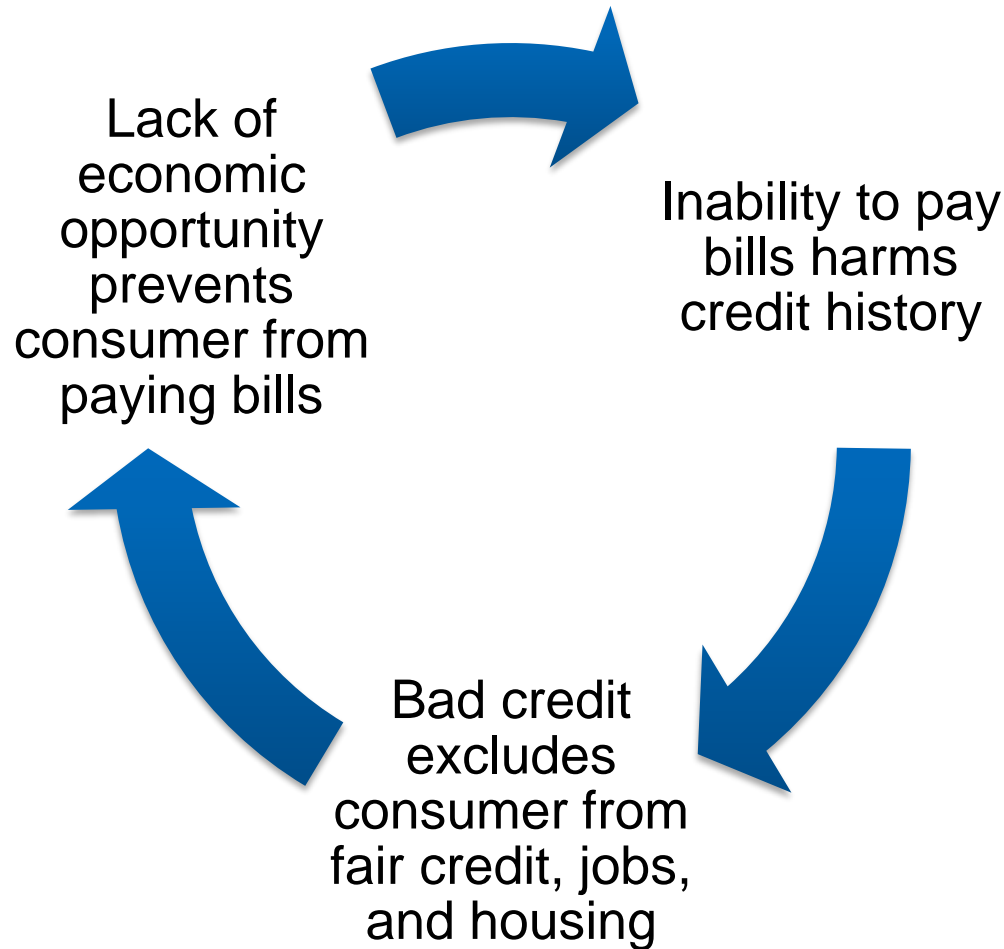 Lack of
economic
opportunity
prevents
consumer from
paying bills
Inability to pay
bills harms
credit history
Bad credit
excludes
consumer from
fair credit, jobs,
and housing